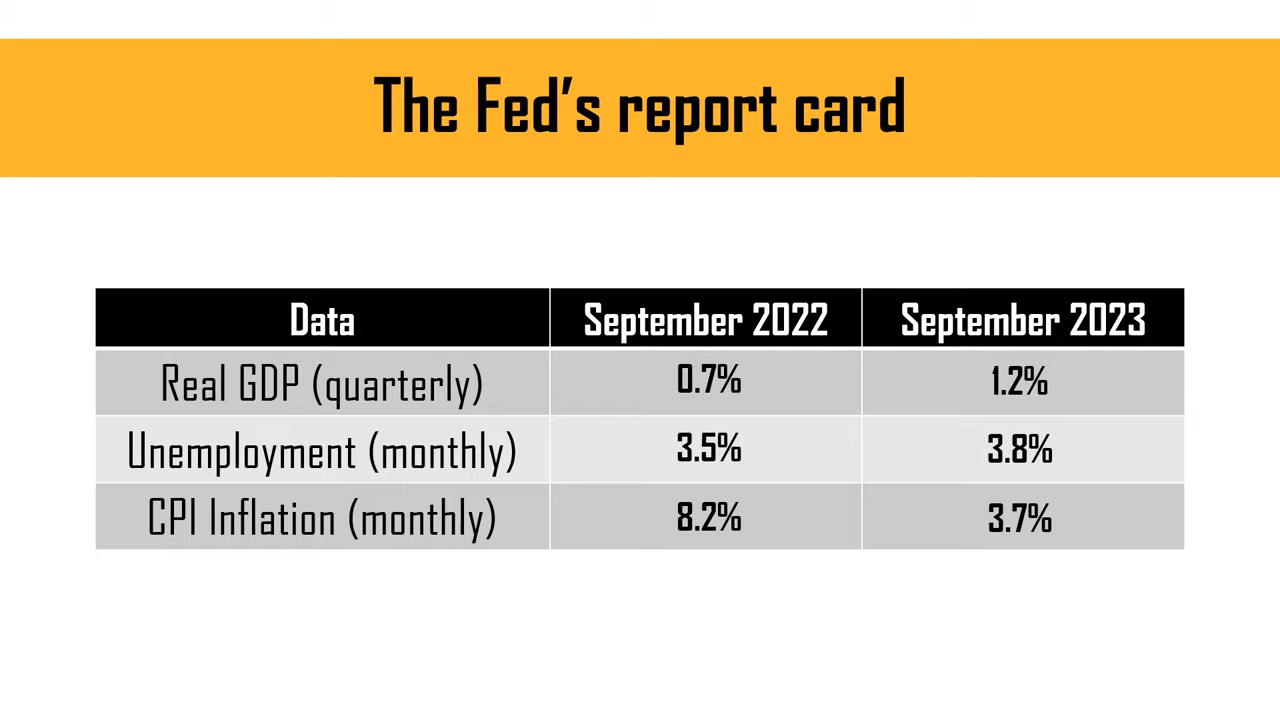 The Fed's report card
Data September 2022 September 2023
Real GDP (quarterly) 0.7% 1.2%
Unemployment (monthly) 3.5% 3.8%
CPI Inflation (monthly) 8.2% 3.7%